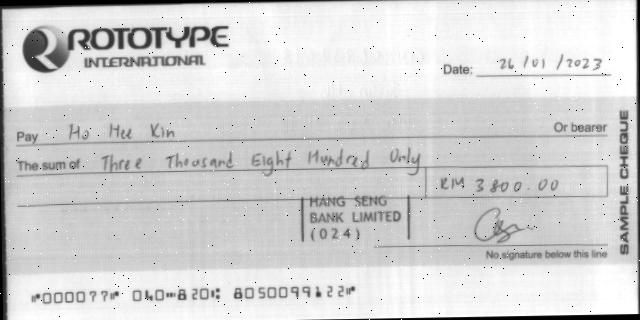 ROTOTYPE
INTERNATIONAL
Date: 26/01/2023
Pay Ho Hee Kin Or bearer
The sum of Three Thousand Eight Hundred Only
RM 3800.00
HANG SENG
BANK LIMITED
(024)
No signature below this line
SAMPLE CHEQUE
⑈000077⑈ 040⑉820⑆ 8050099122⑈